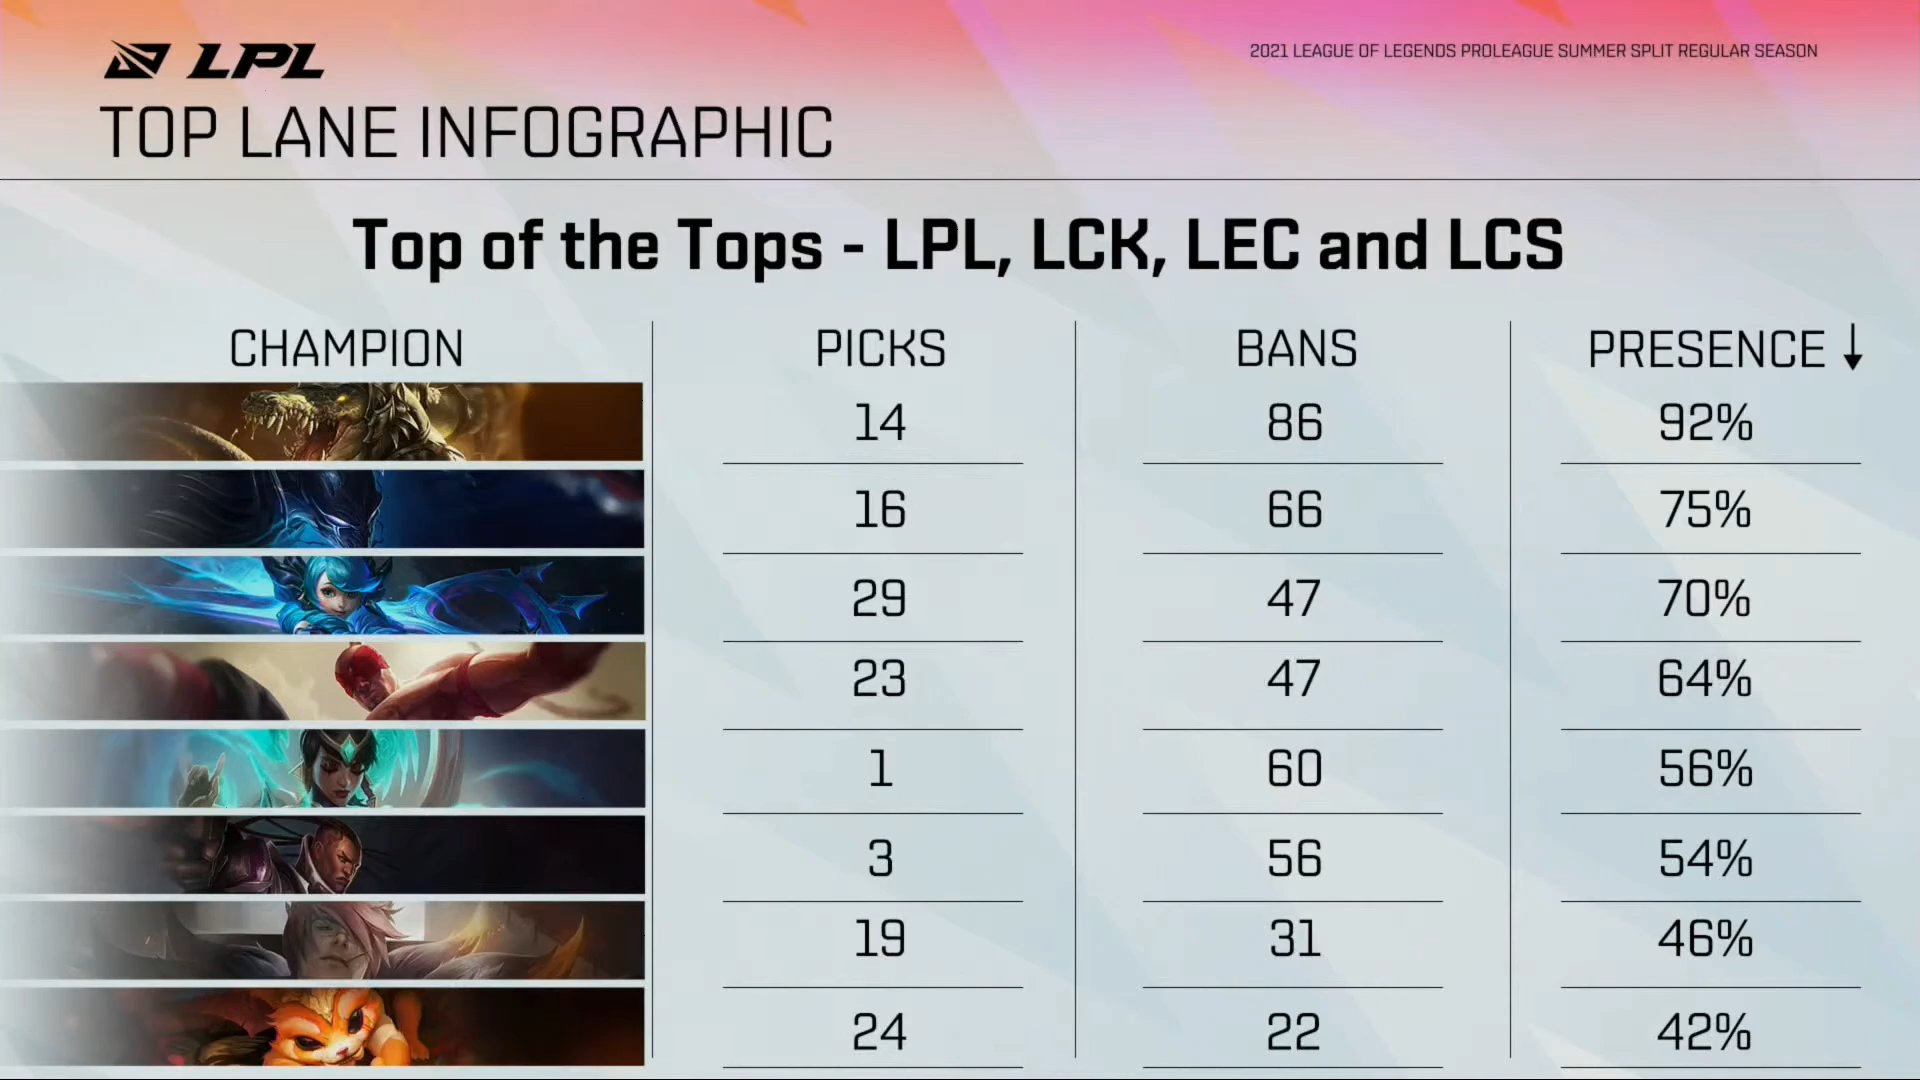 LPL
2021 LEAGUE OF LEGENDS PROLEAGUE SUMMER SPLIT REGULAR SEASON
TOP LANE INFOGRAPHIC
Top of the Tops - LPL, LCK, LEC and LCS
CHAMPION PICKS BANS PRESENCE ↓
14 86 92%
16 66 75%
29 47 70%
23 47 64%
1 60 56%
3 56 54%
19 31 46%
24 22 42%